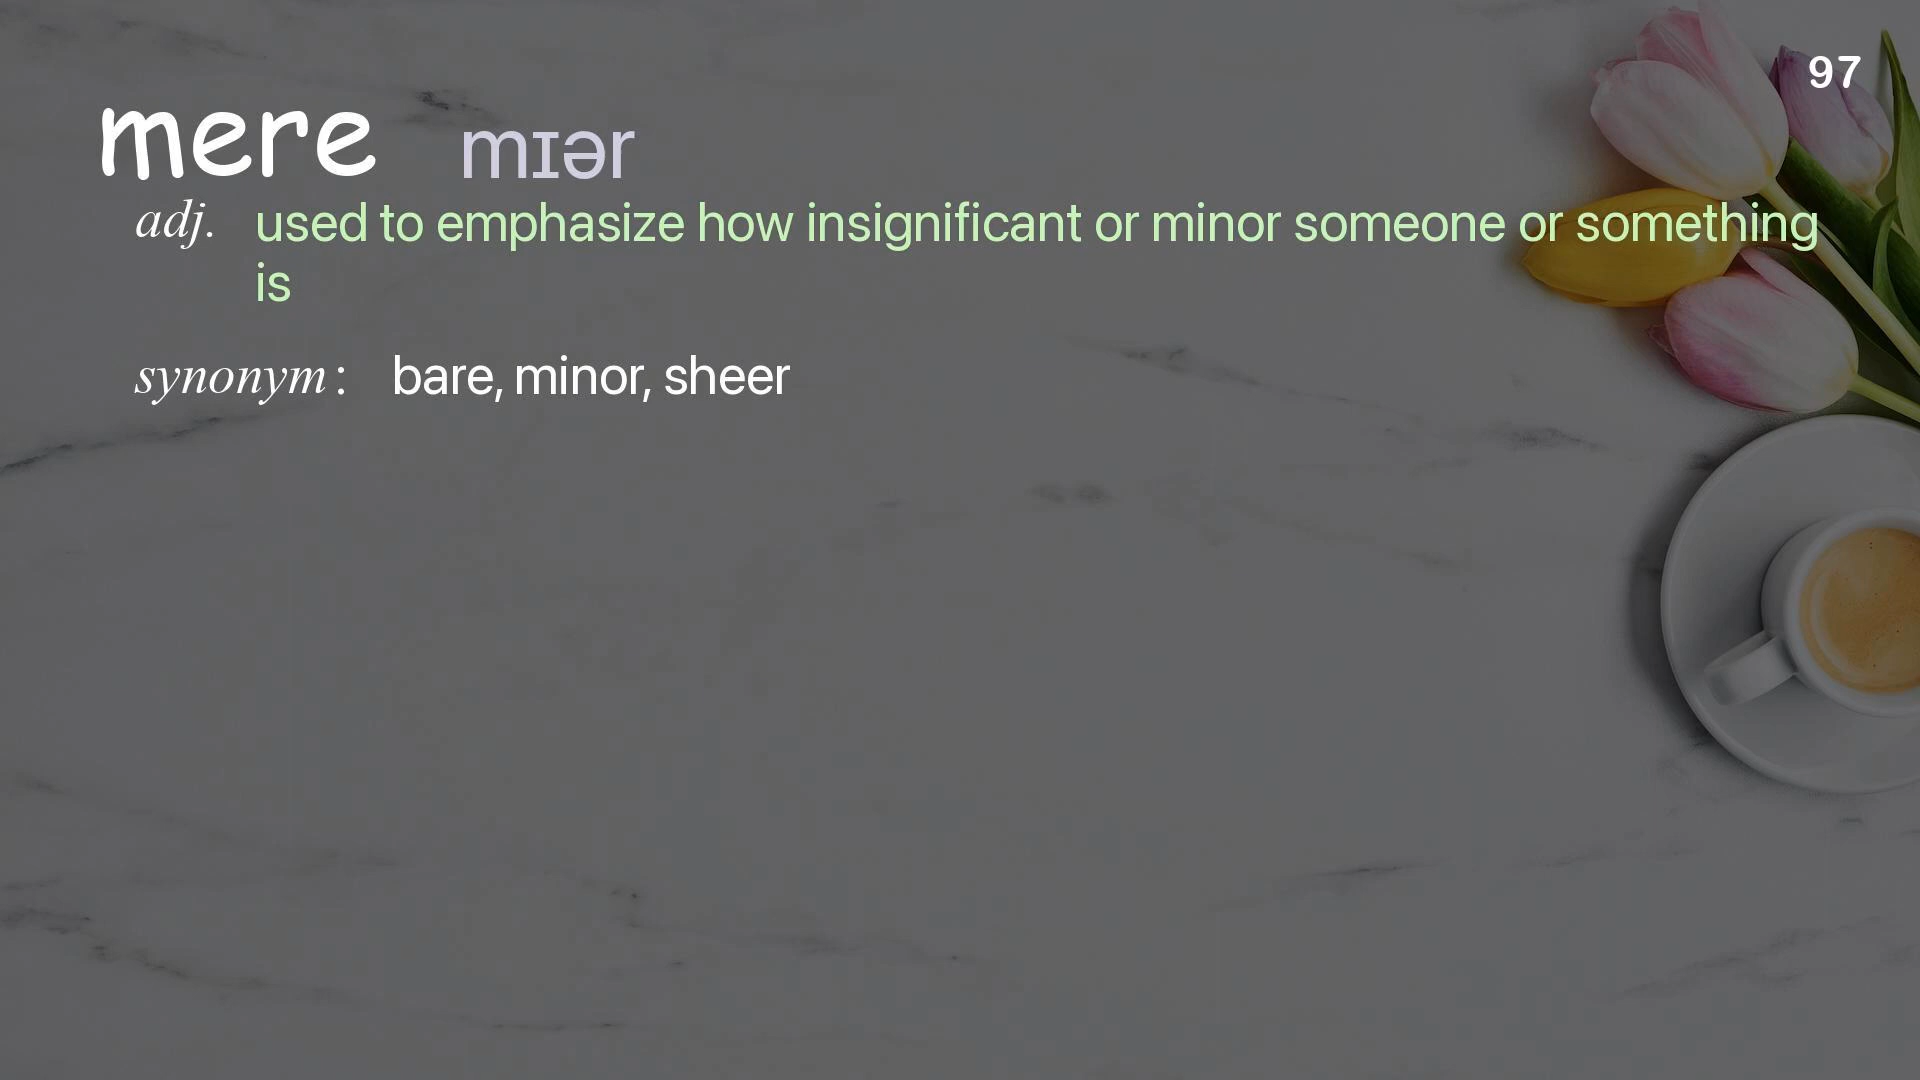 97
mere mɪər
adj. used to emphasize how insignificant or minor someone or something
is
synonym: bare, minor, sheer